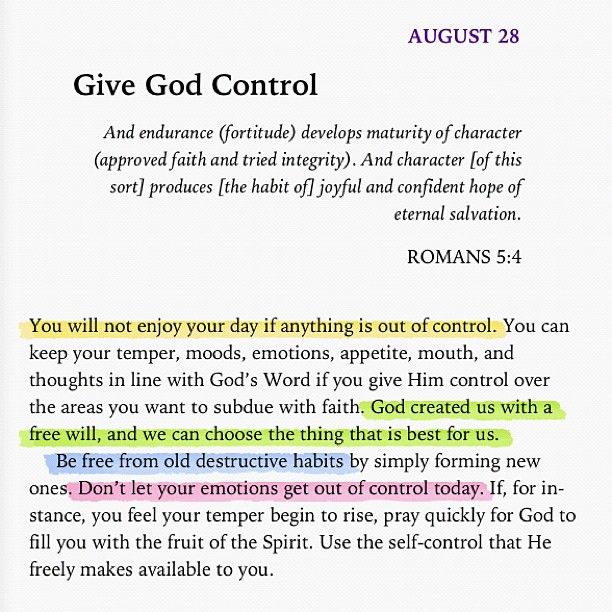 AUGUST 28
Give God Control
And endurance (fortitude) develops maturity of character
(approved faith and tried integrity). And character [of this
sort] produces [the habit of] joyful and confident hope of
eternal salvation.
ROMANS 5:4
You will not enjoy your day if anything is out of control. You can
keep your temper, moods, emotions, appetite, mouth, and
thoughts in line with God’s Word if you give Him control over
the areas you want to subdue with faith. God created us with a
free will, and we can choose the thing that is best for us.
Be free from old destructive habits by simply forming new
ones. Don’t let your emotions get out of control today. If, for in-
stance, you feel your temper begin to rise, pray quickly for God to
fill you with the fruit of the Spirit. Use the self-control that He
freely makes available to you.